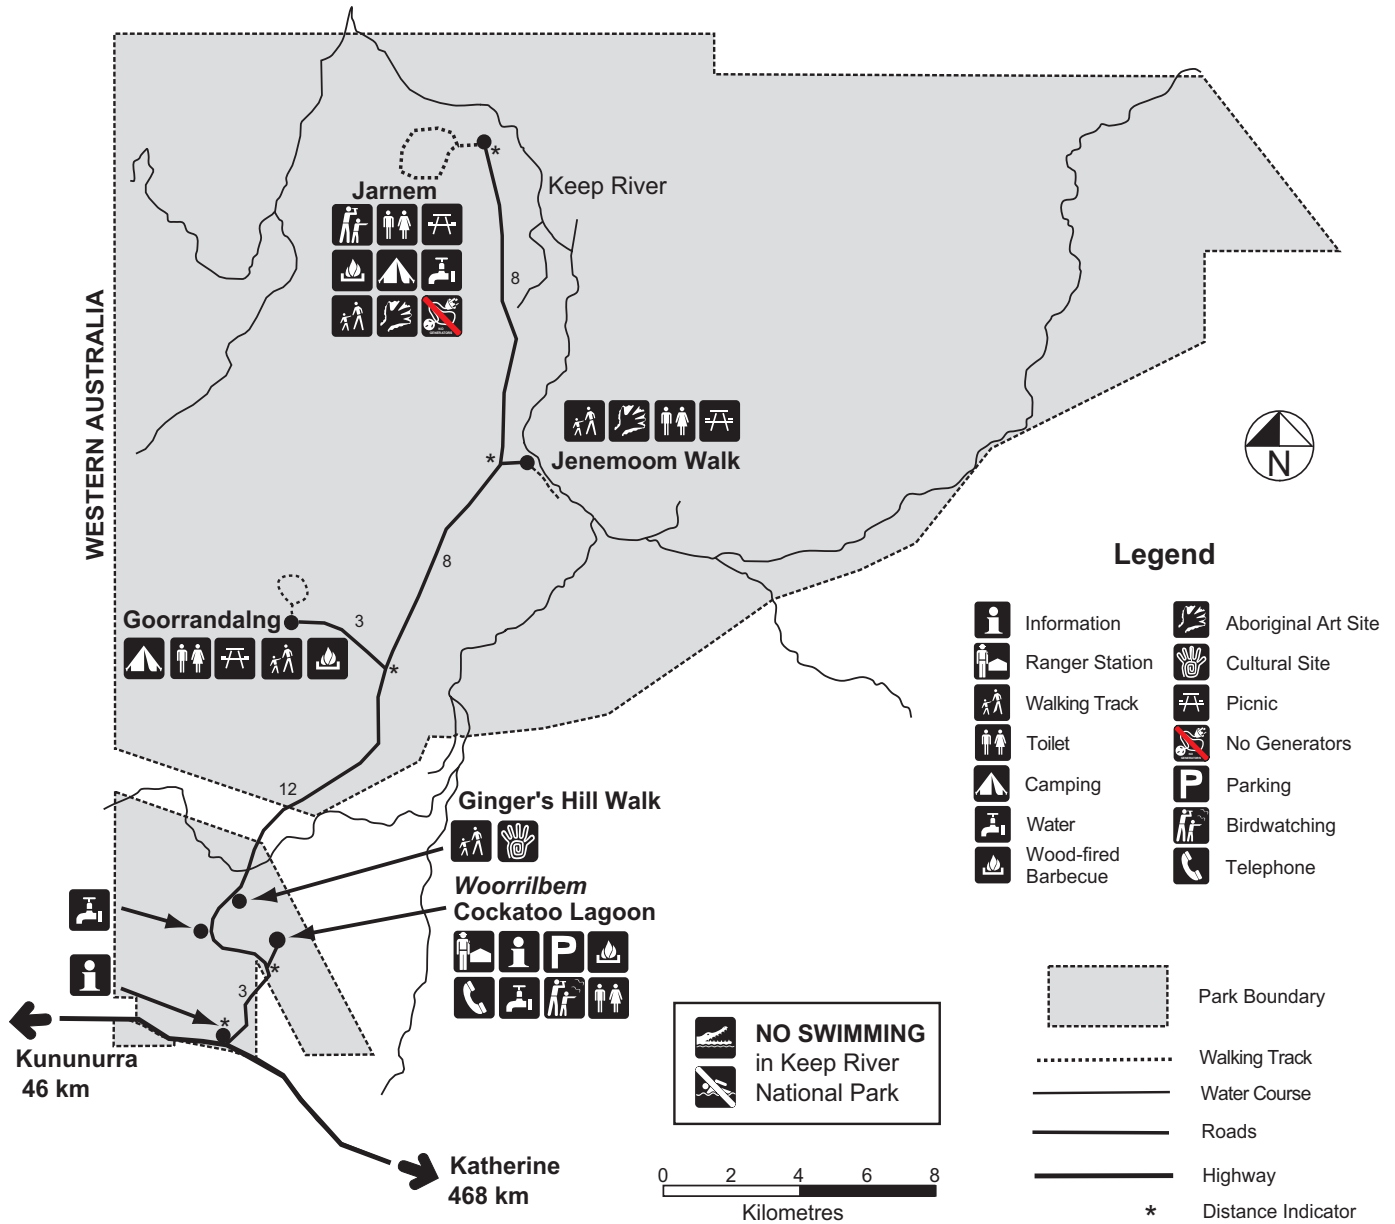 Jarnem
Keep River
8
WESTERN AUSTRALIA
Jenemoom Walk
N
8
Goorrandalng
3
12
Ginger's Hill Walk
Woorrilbem
Cockatoo Lagoon
P
3
Kununurra
46 km
Katherine
468 km
NO SWIMMING
in Keep River
National Park
0 2 4 6 8
Kilometres
Legend
Information
Ranger Station
Walking Track
Toilet
Camping
Water
Wood-fired
Barbecue
Aboriginal Art Site
Cultural Site
Picnic
No Generators
P Parking
Birdwatching
Telephone
Park Boundary
Walking Track
Water Course
Roads
Highway
* Distance Indicator